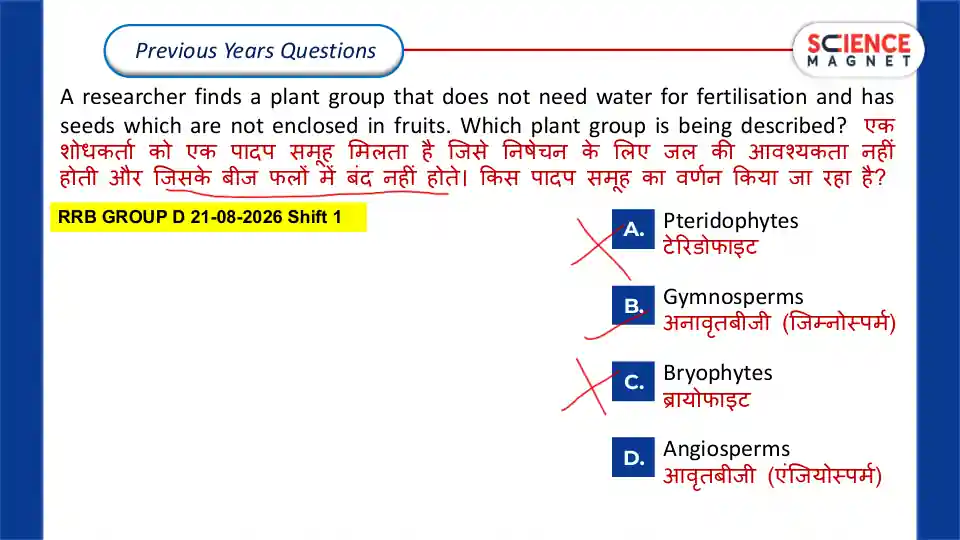 Previous Years Questions
SCIENCE
MAGNET
A researcher finds a plant group that does not need water for fertilisation and has
seeds which are not enclosed in fruits. Which plant group is being described? एक
शोधकर्ता को एक पादप समूह मिलता है जिसे निषेचन के लिए जल की आवश्यकता नहीं
होती और जिसके बीज फलों में बंद नहीं होते। किस पादप समूह का वर्णन किया जा रहा है?
RRB GROUP D 21-08-2026 Shift 1
A. Pteridophytes
टेरिडोफाइट
B. Gymnosperms
अनावृतबीजी (जिम्नोस्पर्म)
C. Bryophytes
ब्रायोफाइट
D. Angiosperms
आवृतबीजी (एंजियोस्पर्म)